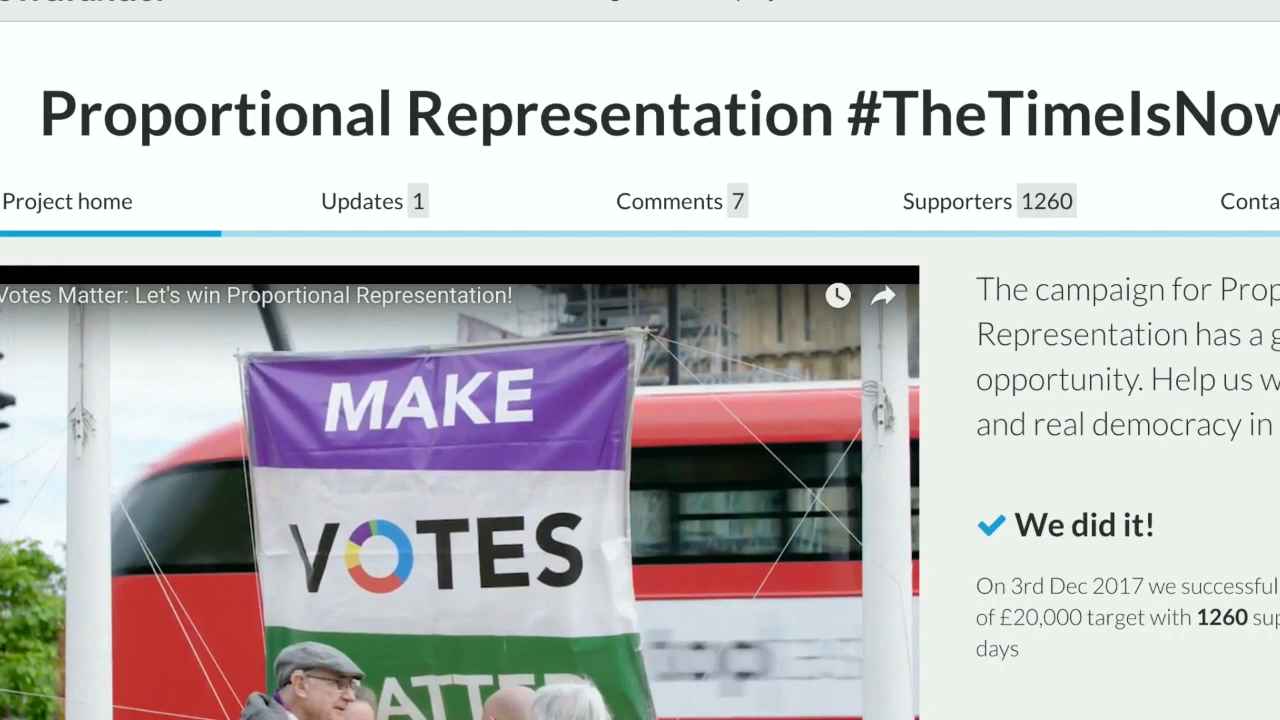 Proportional Representation #TheTimeIsNow
Project home
Updates 1
Comments 7
Supporters 1260
Conta
Votes Matter: Let's win Proportional Representation!
MAKE
VOTES
MATTER
The campaign for Prop
Representation has a g
opportunity. Help us w
and real democracy in
We did it!
On 3rd Dec 2017 we successful
of £20,000 target with 1260 sup
days